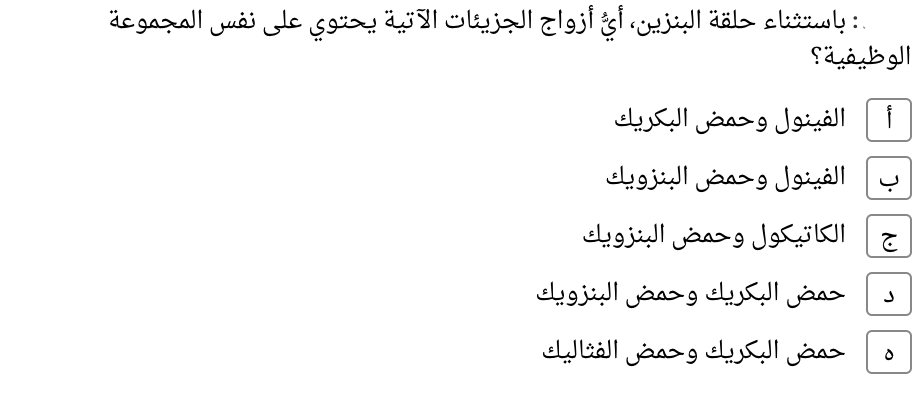 : باستثناء حلقة البنزين، أيُّ أزواج الجزيئات الآتية يحتوي على نفس المجموعة
الوظيفية؟
أ الفينول وحمض البكريك
ب الفينول وحمض البنزويك
ج الكاتيكول وحمض البنزويك
د حمض البكريك وحمض البنزويك
ه حمض البكريك وحمض الفثاليك